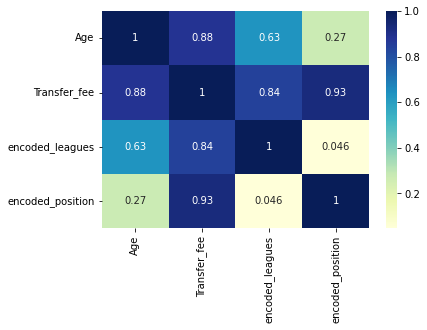 1.0
Age 1 0.88 0.63 0.27
0.8
Transfer_fee 0.88 1 0.84 0.93
0.6
encoded_leagues 0.63 0.84 1 0.046
0.4
encoded_position 0.27 0.93 0.046 1
0.2
Age
Transfer_fee
encoded_leagues
encoded_position